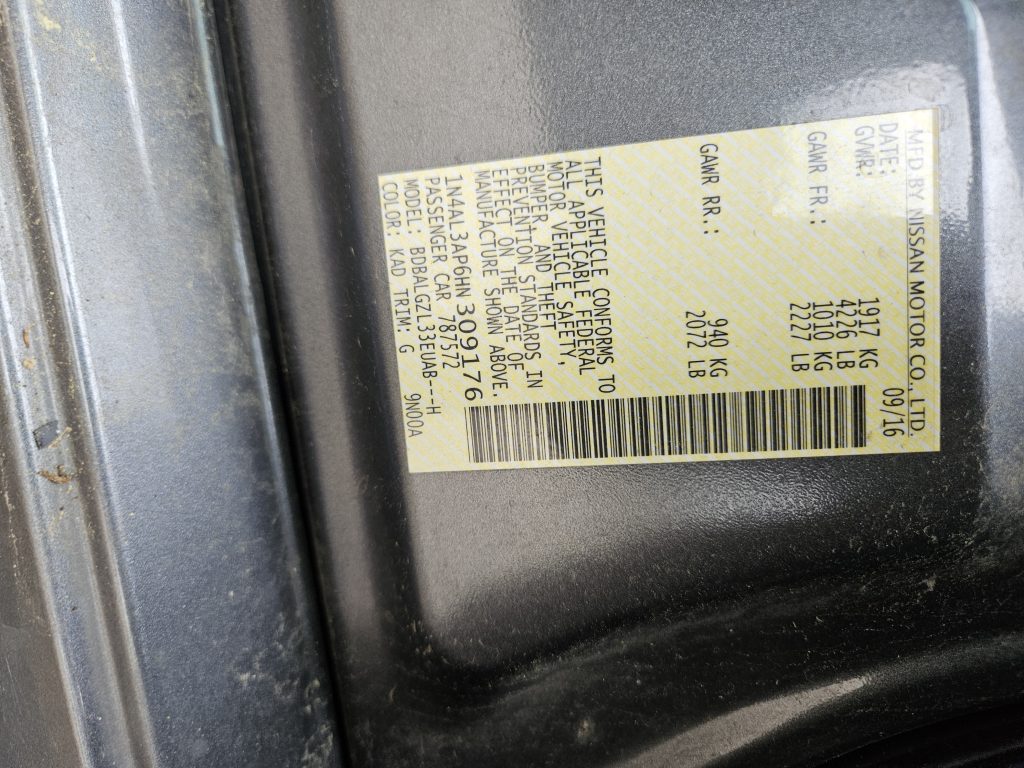 MFD BY NISSAN MOTOR CO., LTD.
DATE: 09/16
GVWR: 1917 KG
4226 LB
GAWR FR.: 1010 KG
2227 LB
GAWR RR.: 940 KG
2072 LB
THIS VEHICLE CONFORMS TO
ALL APPLICABLE FEDERAL
MOTOR VEHICLE SAFETY,
BUMPER, AND THEFT
PREVENTION STANDARDS IN
EFFECT ON THE DATE OF
MANUFACTURE SHOWN ABOVE.
1N4AL3AP6HN309176
PASSENGER CAR 787572
MODEL: BDBALGZL33EUAB---H
COLOR: KAD TRIM: G 9N00A